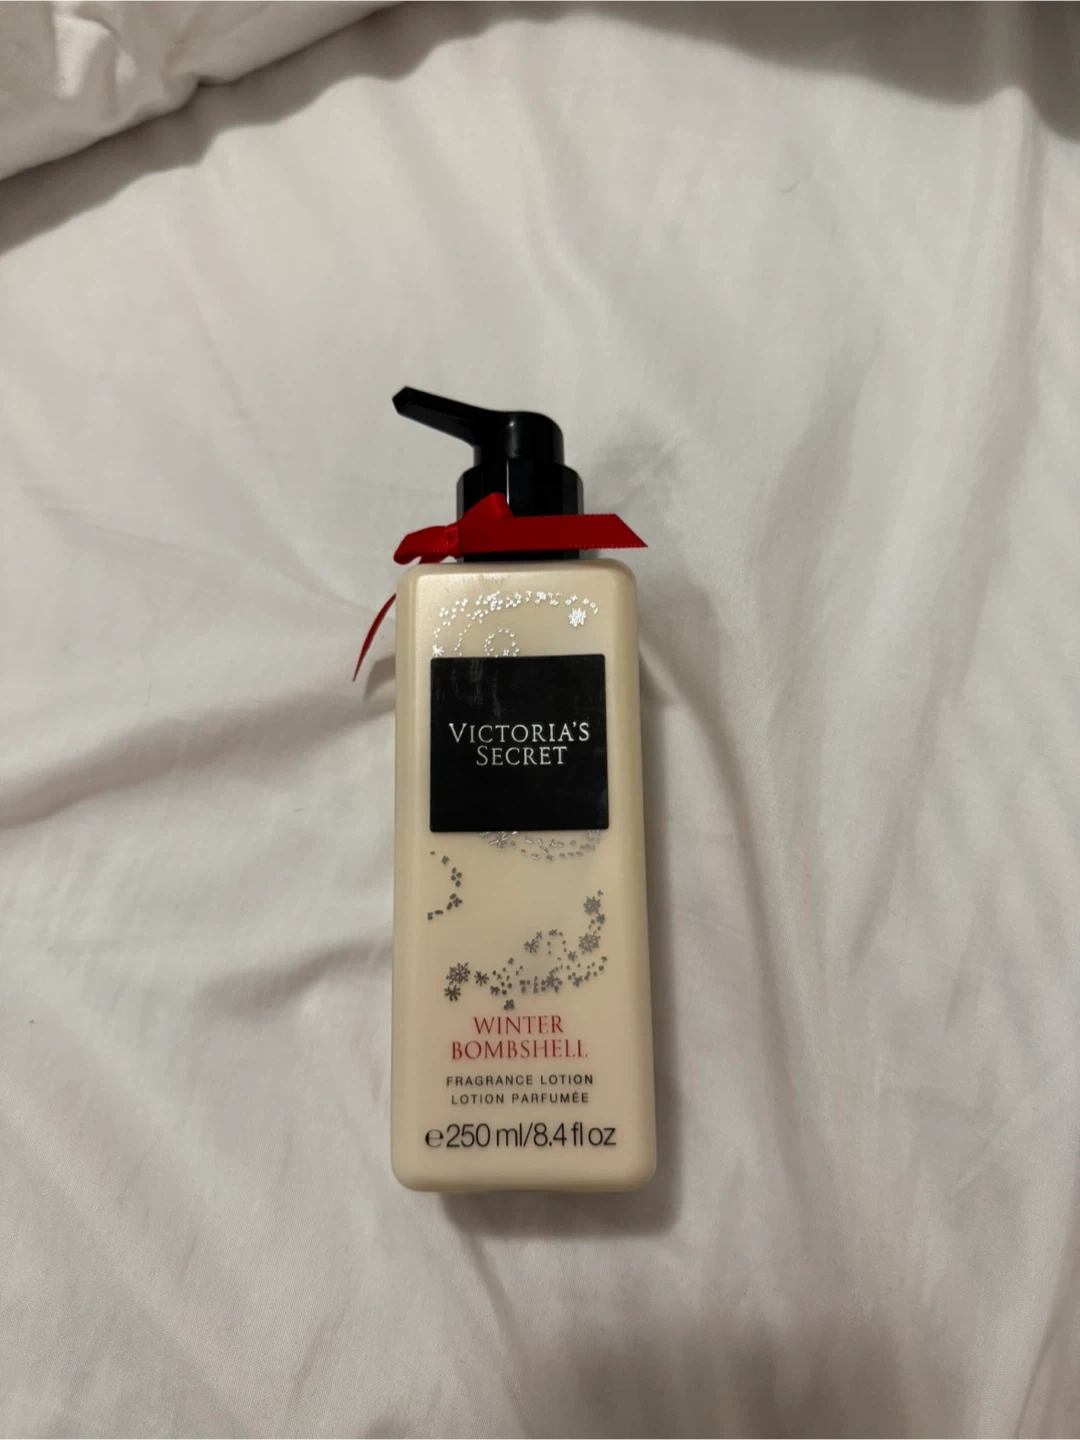 VICTORIA'S
SECRET
WINTER
BOMBSHELL
FRAGRANCE LOTION
LOTION PARFUMÉE
℮250 ml/8.4 fl oz